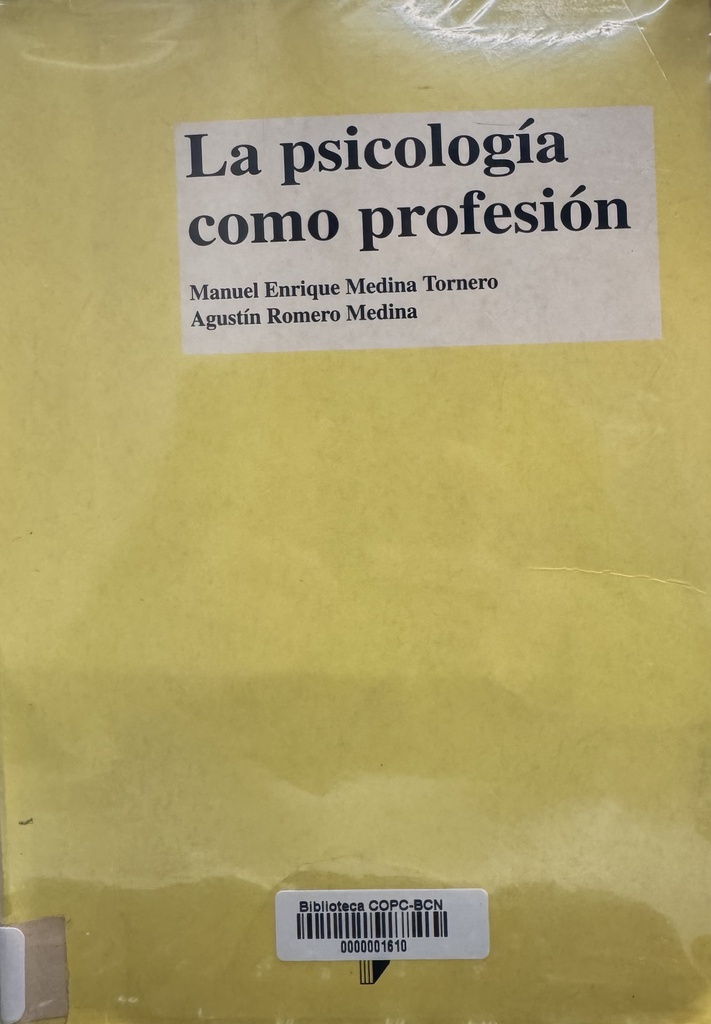 La psicología
como profesión
Manuel Enrique Medina Tornero
Agustín Romero Medina
Biblioteca COPC-BCN
0000001610